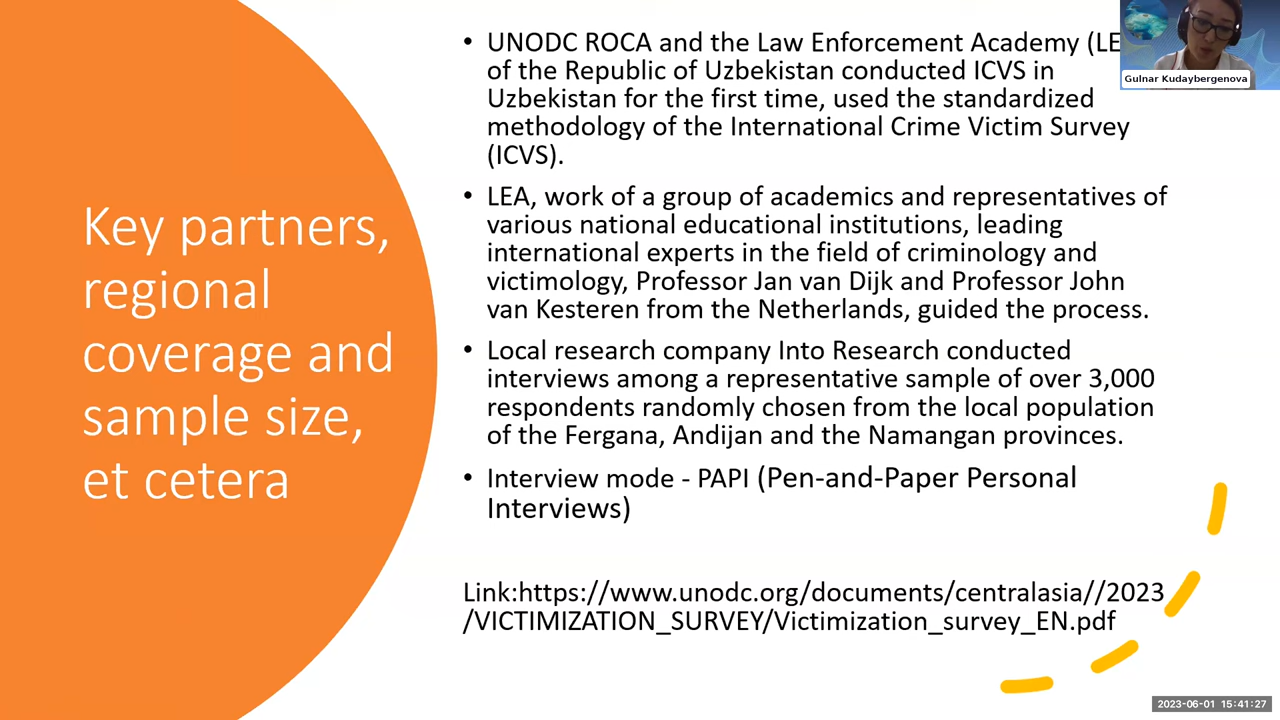 Key partners,
regional
coverage and
sample size,
et cetera
• UNODC ROCA and the Law Enforcement Academy (LE
of the Republic of Uzbekistan conducted ICVS in
Uzbekistan for the first time, used the standardized
methodology of the International Crime Victim Survey
(ICVS).
• LEA, work of a group of academics and representatives of
various national educational institutions, leading
international experts in the field of criminology and
victimology, Professor Jan van Dijk and Professor John
van Kesteren from the Netherlands, guided the process.
• Local research company Into Research conducted
interviews among a representative sample of over 3,000
respondents randomly chosen from the local population
of the Fergana, Andijan and the Namangan provinces.
• Interview mode - PAPI (Pen-and-Paper Personal
Interviews)
Link:https://www.unodc.org/documents/centralasia//2023
/VICTIMIZATION_SURVEY/Victimization_survey_EN.pdf
Gulnar Kudaybergenova
2023-06-01 15:41:27